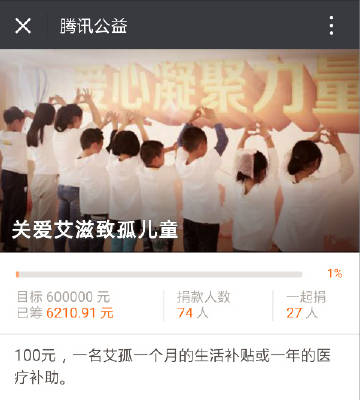 腾讯公益
爱心凝聚力量
关爱艾滋致孤儿童
1%
目标 600000 元
捐款人数
一起捐
已筹 6210.91 元
74 人
27 人
100元，一名艾孤一个月的生活补贴或一年的医
疗补助。